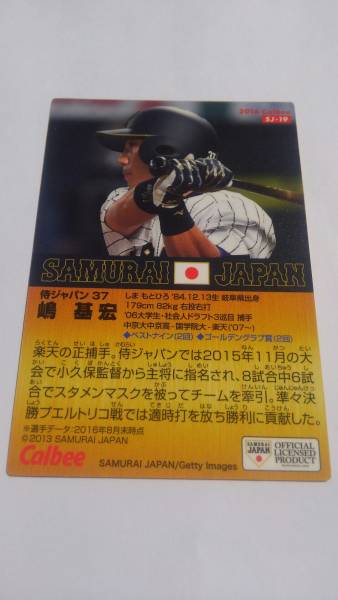 2016 Calbee
SJ-19
SAMURAI JAPAN
侍ジャパン 37
嶋 基宏
しま もとひろ '84.12.13生 岐阜県出身
179cm 82kg 右投右打
'06大学生・社会人ドラフト3巡目 捕手
中京大中京高-国学院大-楽天('07~)
◆ベストナイン(2回)◆ゴールデングラブ賞(2回)
楽天の正捕手。侍ジャパンでは2015年11月の大
会で小久保監督から主将に指名され、8試合中6試
合でスタメンマスクを被ってチームを牽引。準々決
勝プエルトリコ戦では適時打を放ち勝利に貢献した。
※選手データ:2016年8月末時点
© 2013 SAMURAI JAPAN
Calbee
SAMURAI JAPAN/Getty Images
SAMURAI
JAPAN
OFFICIAL
LICENSED
PRODUCT